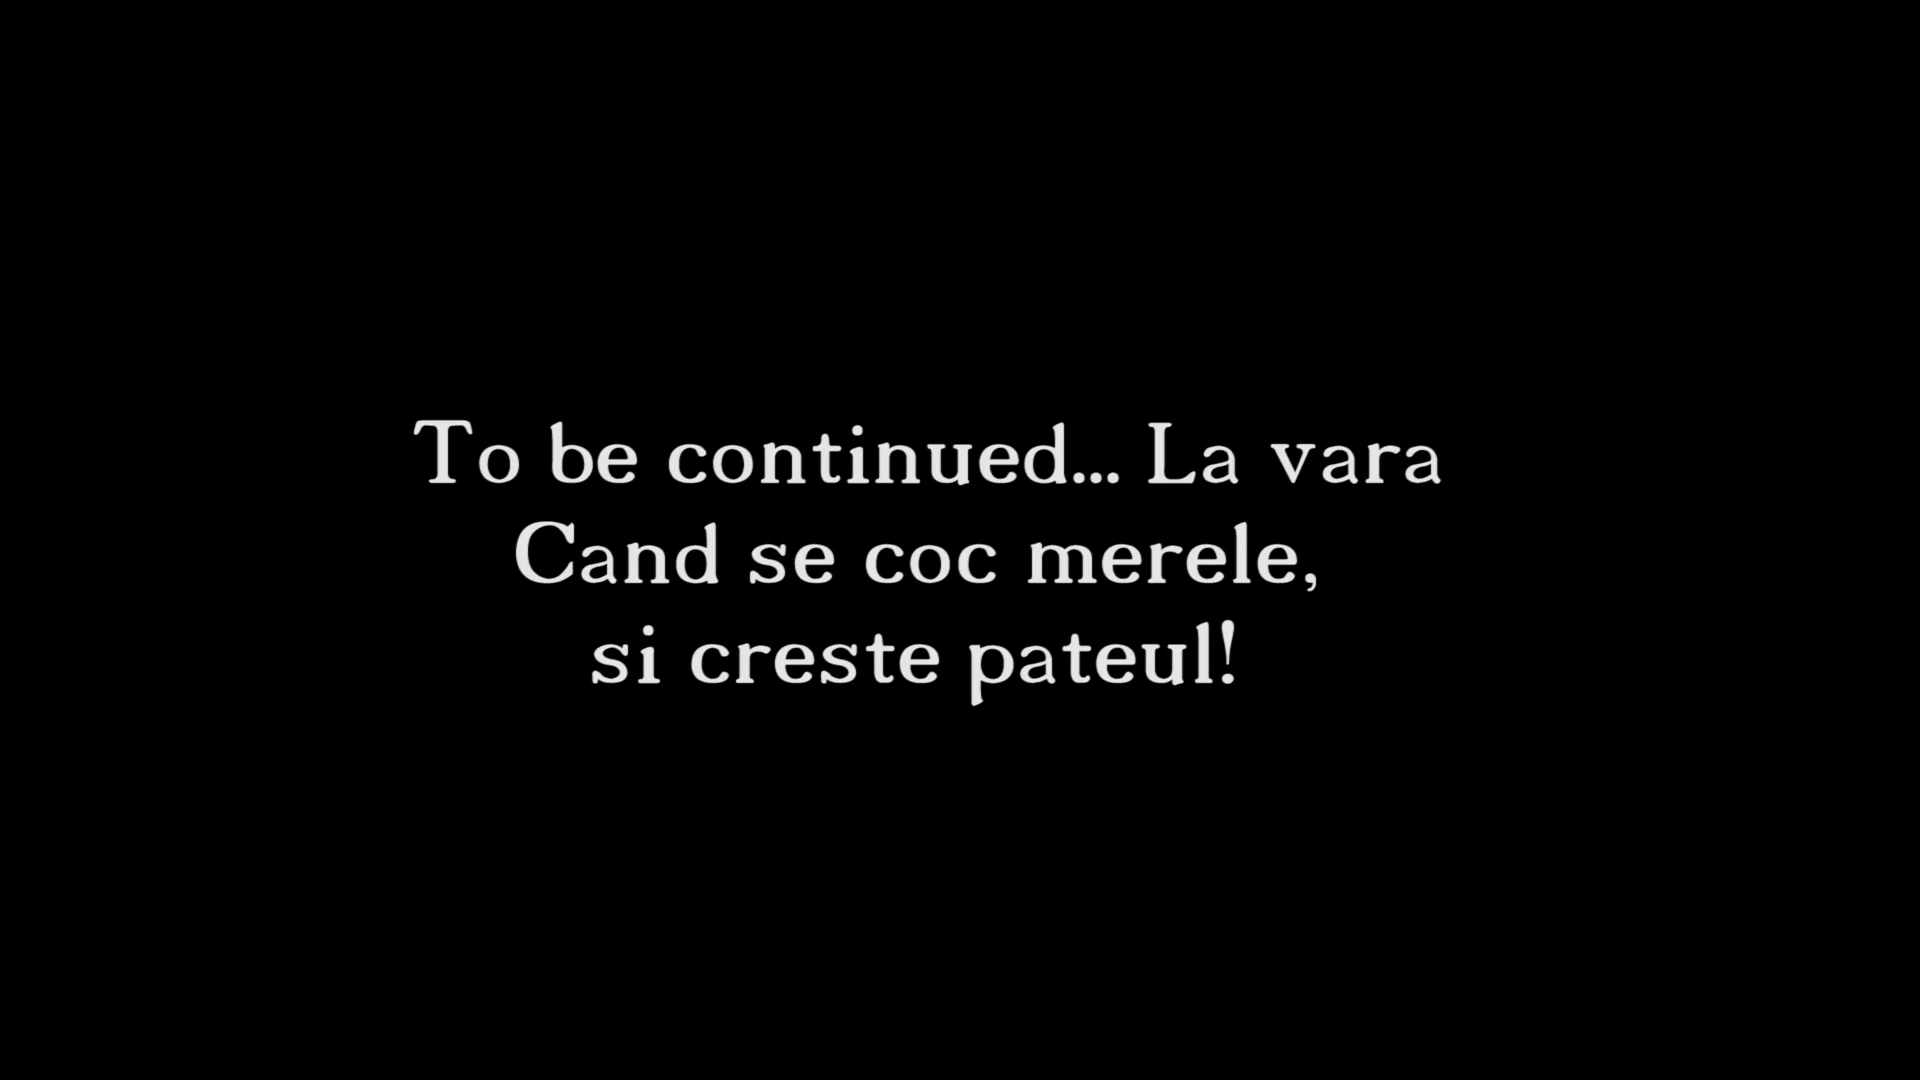 To be continued... La vara
Cand se coc merele,
si creste pateul!